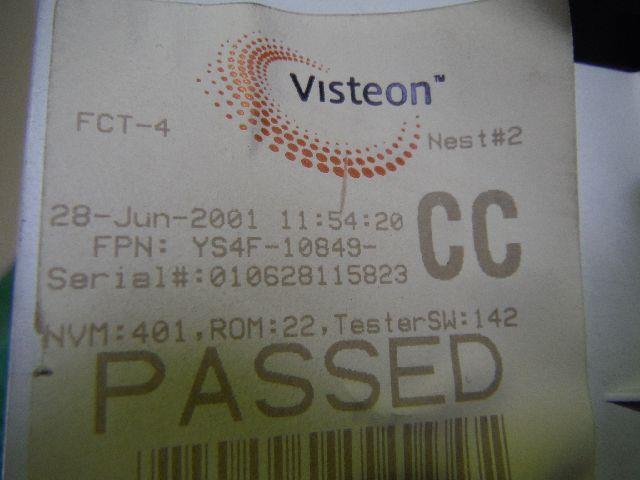 Visteon™
FCT-4
Nest#2
28-Jun-2001 11:54:20
FPN: YS4F-10849-
CC
Serial#:010628115823
NVM:401,ROM:22,TesterSW:142
PASSED